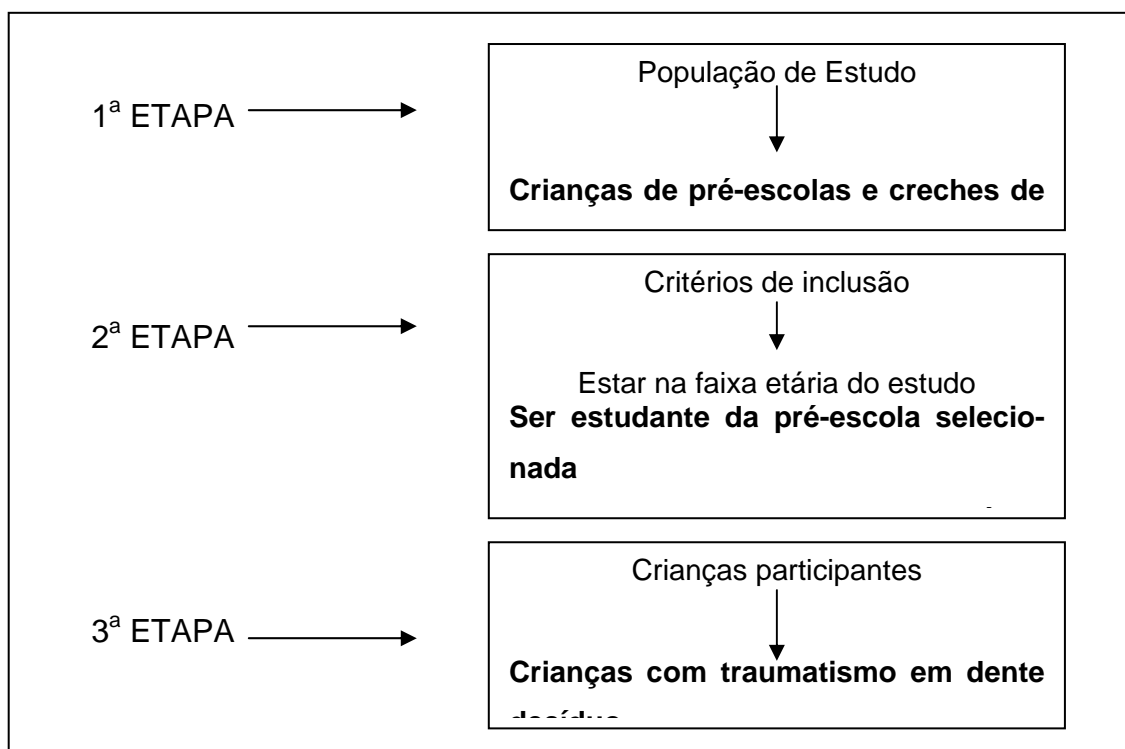 População de Estudo
1ª ETAPA
Crianças de pré-escolas e creches de
Critérios de inclusão
2ª ETAPA
Estar na faixa etária do estudo
Ser estudante da pré-escola selecio-
nada
Crianças participantes
3ª ETAPA
Crianças com traumatismo em dente